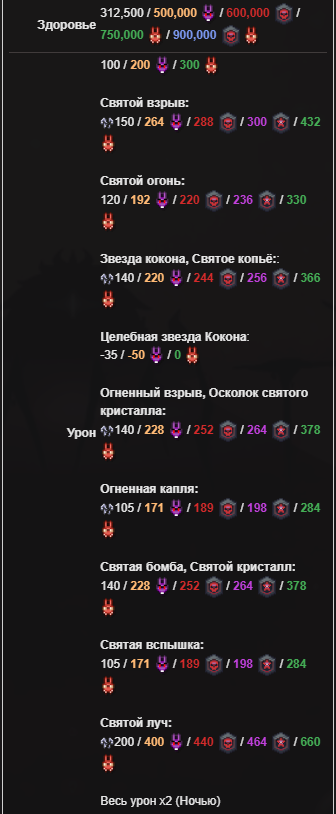 Здоровье
312,500 / 500,000 / 600,000 /
750,000 / 900,000
100 / 200 / 300
Святой взрыв:
150 / 264 / 288 / 300 / 432
Святой огонь:
120 / 192 / 220 / 236 / 330
Звезда кокона, Святое копьё::
140 / 220 / 244 / 256 / 366
Целебная звезда Кокона:
-35 / -50 / 0
Огненный взрыв, Осколок святого
кристалла:
Урон
140 / 228 / 252 / 264 / 378
Огненная капля:
105 / 171 / 189 / 198 / 284
Святая бомба, Святой кристалл:
140 / 228 / 252 / 264 / 378
Святая вспышка:
105 / 171 / 189 / 198 / 284
Святой луч:
200 / 400 / 440 / 464 / 660
Весь урон x2 (Ночью)